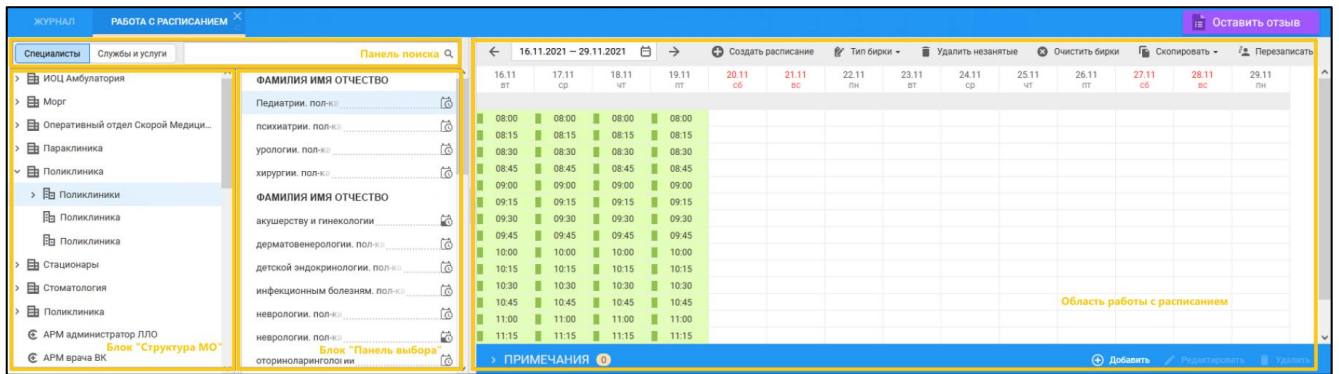 ЖУРНАЛ РАБОТА С РАСПИСАНИЕМ Оставить отзыв
Специалисты Службы и услуги Панель поиска
16.11.2021 — 29.11.2021 Создать расписание Тип бирки Удалить незанятые Очистить бирки Скопировать Перезаписать
ИОЦ Амбулатория
Морг
Оперативный отдел Скорой Медици...
Параклиника
Поликлиника
Поликлиники
Поликлиника
Поликлиника
Стационары
Стоматология
Поликлиника
АРМ администратор ЛЛО
Блок "Структура МО"
АРМ врача ВК
ФАМИЛИЯ ИМЯ ОТЧЕСТВО
Педиатрии. пол-ка
психиатрии. пол-ка
урологии. пол-ка
хирургии. пол-ка
ФАМИЛИЯ ИМЯ ОТЧЕСТВО
акушерству и гинекологии
дерматовенерологии. пол-ка
детской эндокринологии. пол-ка
инфекционным болезням. пол-ка
неврологии. пол-ка
неврологии. пол-ка
Блок "Панель выбора"
оториноларингологии
16.11 17.11 18.11 19.11 20.11 21.11 22.11 23.11 24.11 25.11 26.11 27.11 28.11 29.11
вт ср чт пт сб вс пн вт ср чт пт сб вс пн
08:00 08:00 08:00 08:00
08:15 08:15 08:15 08:15
08:30 08:30 08:30 08:30
08:45 08:45 08:45 08:45
09:00 09:00 09:00 09:00
09:15 09:15 09:15 09:15
09:30 09:30 09:30 09:30
09:45 09:45 09:45 09:45
10:00 10:00 10:00 10:00
10:15 10:15 10:15 10:15
10:30 10:30 10:30 10:30
10:45 10:45 10:45 10:45
Область работы с расписанием
11:00 11:00 11:00 11:00
11:15 11:15 11:15 11:15
ПРИМЕЧАНИЯ 0 Добавить Редактировать Удалить